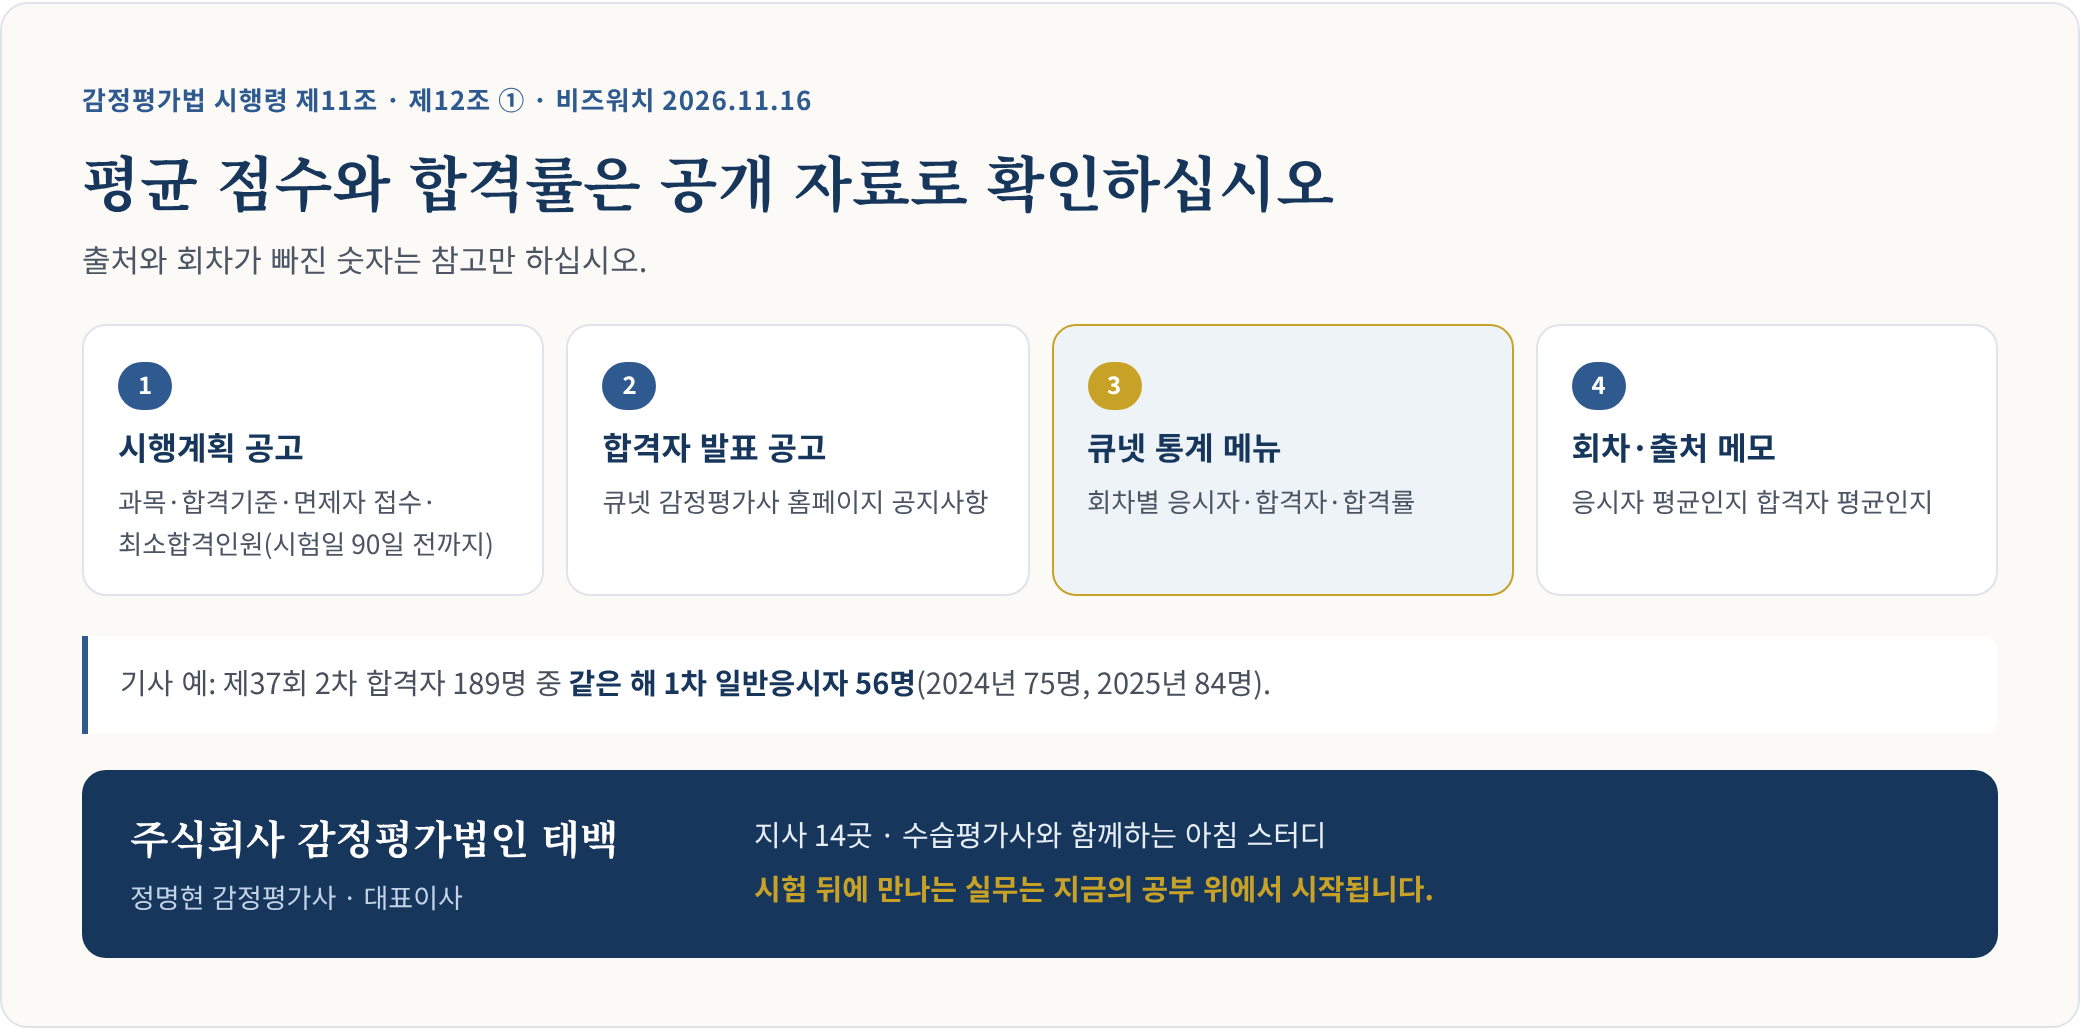 감정평가법 시행령 제11조 · 제12조 ① · 비즈워치 2026.11.16
평균 점수와 합격률은 공개 자료로 확인하십시오
출처와 회차가 빠진 숫자는 참고만 하십시오.
1
시행계획 공고
과목·합격기준·면제자 접수·
최소합격인원(시험일 90일 전까지)
2
합격자 발표 공고
큐넷 감정평가사 홈페이지 공지사항
3
큐넷 통계 메뉴
회차별 응시자·합격자·합격률
4
회차·출처 메모
응시자 평균인지 합격자 평균인지
기사 예: 제37회 2차 합격자 189명 중 같은 해 1차 일반응시자 56명(2024년 75명, 2025년 84명).
주식회사 감정평가법인 태백
정명현 감정평가사 · 대표이사
지사 14곳 · 수습평가사와 함께하는 아침 스터디
시험 뒤에 만나는 실무는 지금의 공부 위에서 시작됩니다.